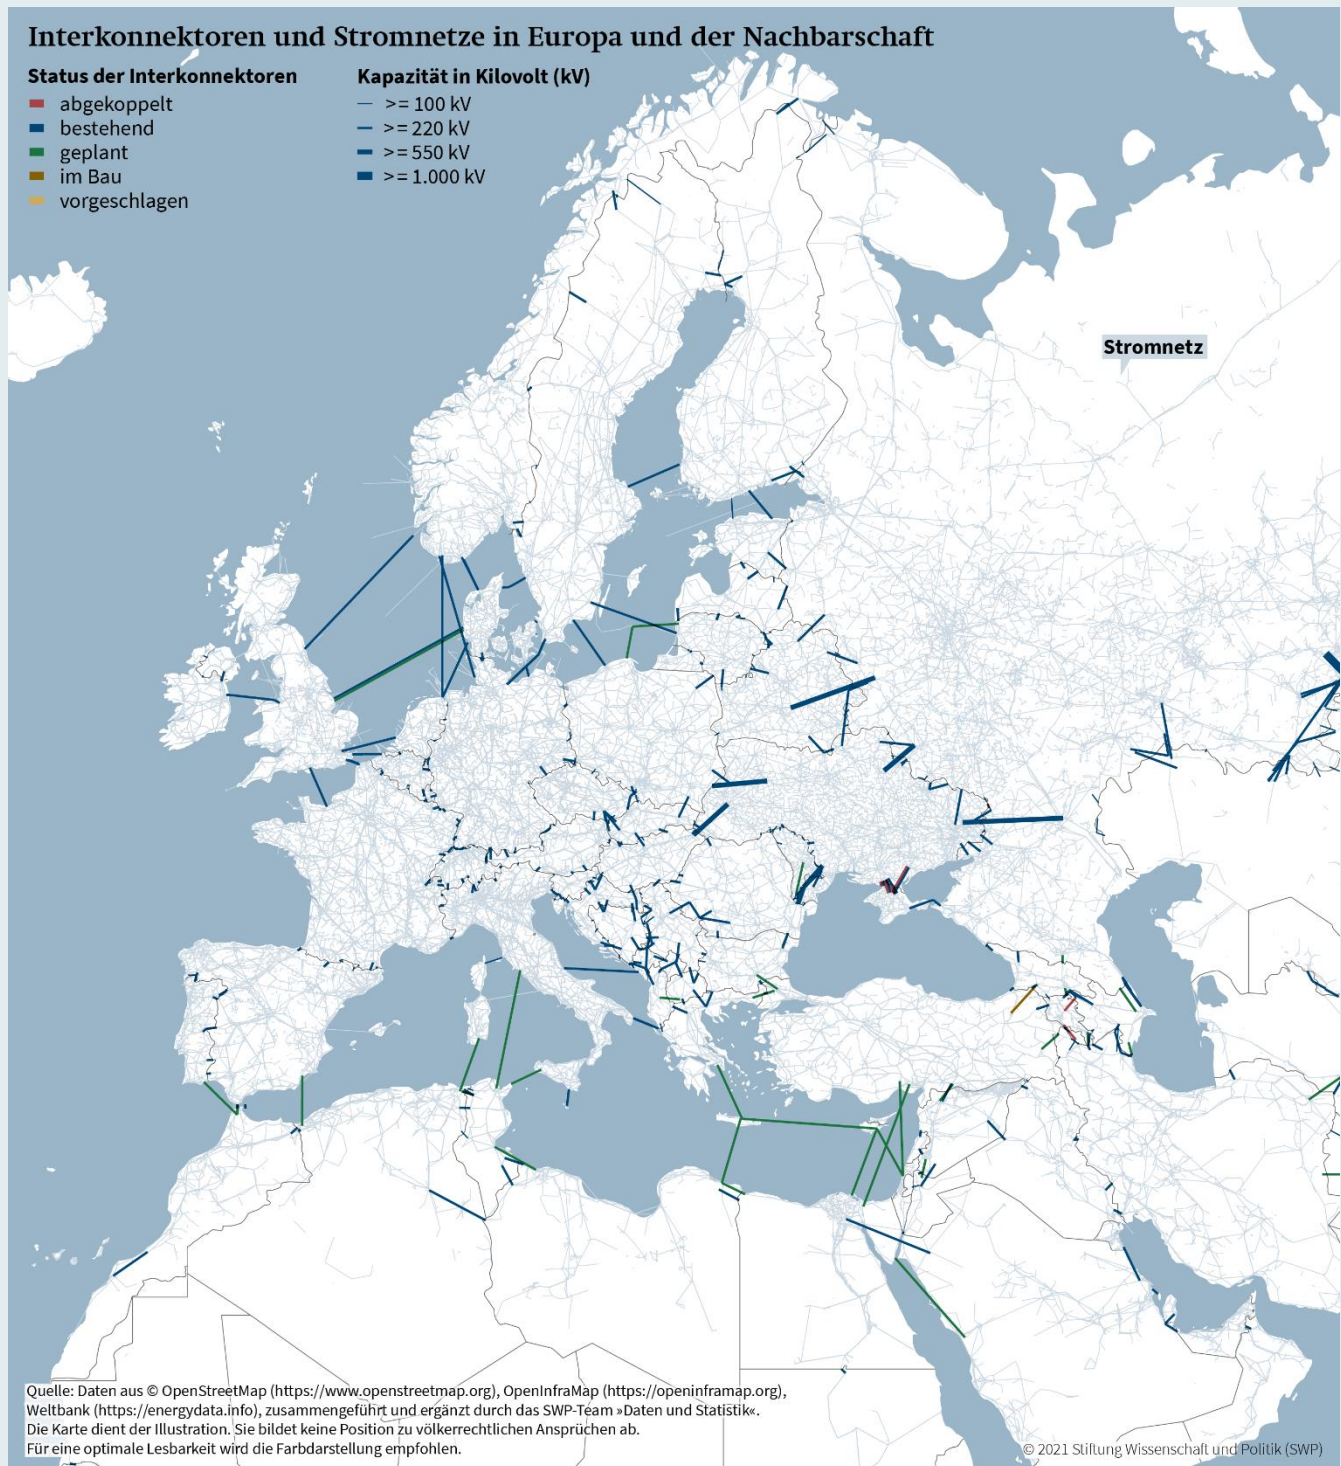 Interkonnektoren und Stromnetze in Europa und der Nachbarschaft
Status der Interkonnektoren
abgekoppelt
bestehend
geplant
im Bau
vorgeschlagen
Kapazität in Kilovolt (kV)
>= 100 kV
>= 220 kV
>= 550 kV
>= 1.000 kV
Stromnetz
Quelle: Daten aus © OpenStreetMap (https://www.openstreetmap.org), OpenInfraMap (https://openinframap.org),
Weltbank (https://energydata.info), zusammengeführt und ergänzt durch das SWP-Team »Daten und Statistik«.
Die Karte dient der Illustration. Sie bildet keine Position zu völkerrechtlichen Ansprüchen ab.
Für eine optimale Lesbarkeit wird die Farbdarstellung empfohlen.
© 2021 Stiftung Wissenschaft und Politik (SWP)